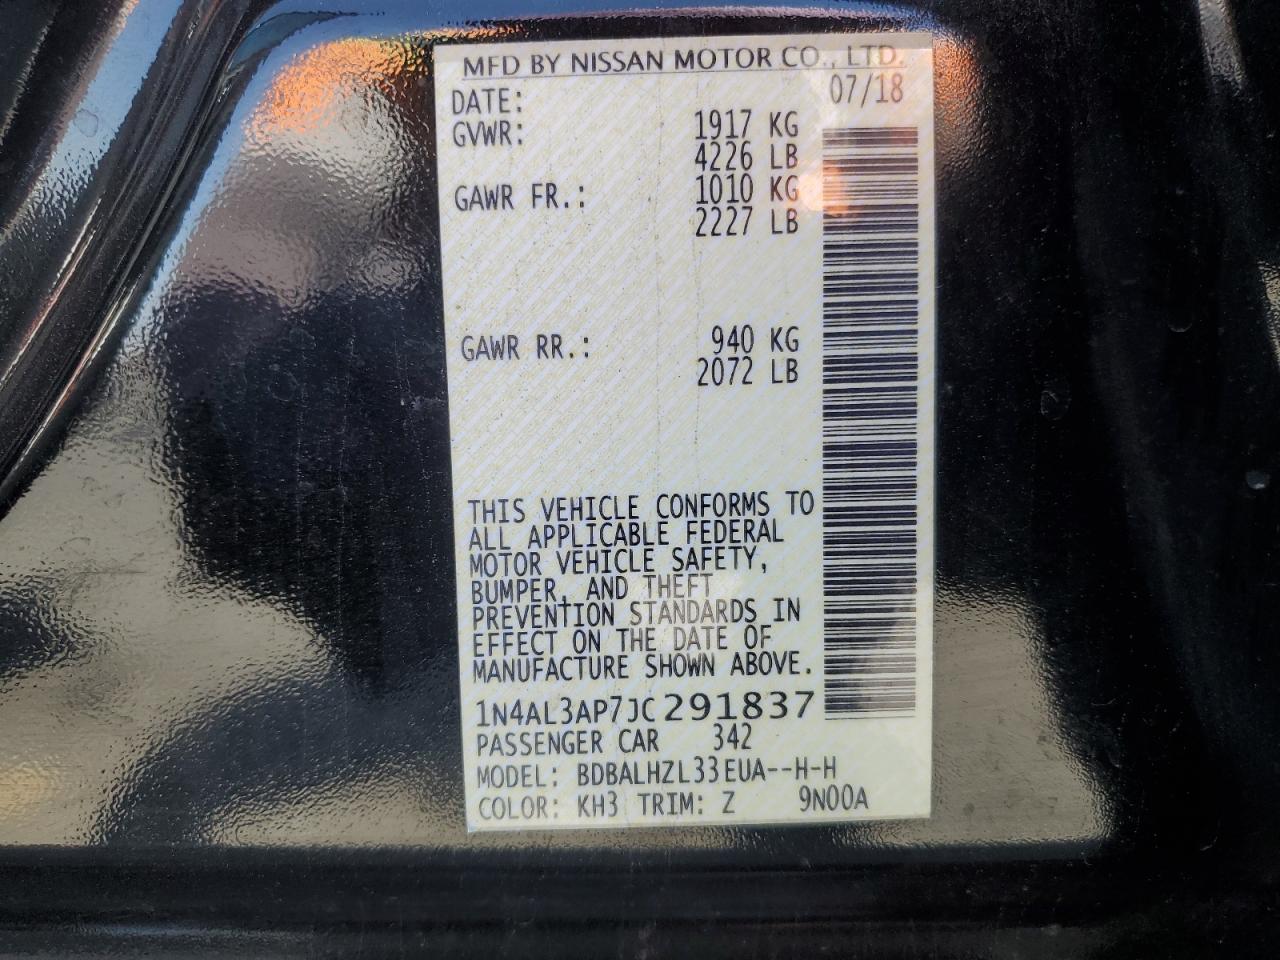 MFD BY NISSAN MOTOR CO., LTD.
DATE: 07/18
GVWR: 1917 KG
4226 LB
GAWR FR.: 1010 KG
2227 LB
GAWR RR.: 940 KG
2072 LB
THIS VEHICLE CONFORMS TO
ALL APPLICABLE FEDERAL
MOTOR VEHICLE SAFETY,
BUMPER, AND THEFT
PREVENTION STANDARDS IN
EFFECT ON THE DATE OF
MANUFACTURE SHOWN ABOVE.
1N4AL3AP7JC291837
PASSENGER CAR 342
MODEL: BDBALHZL33EUA--H-H
COLOR: KH3 TRIM: Z 9N00A